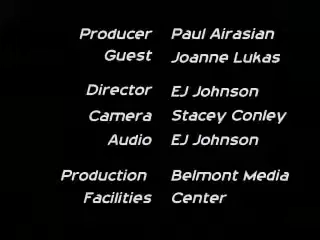 Producer Paul Airasian
Guest Joanne Lukas
Director EJ Johnson
Camera Stacey Conley
Audio EJ Johnson
Production Belmont Media
Facilities Center